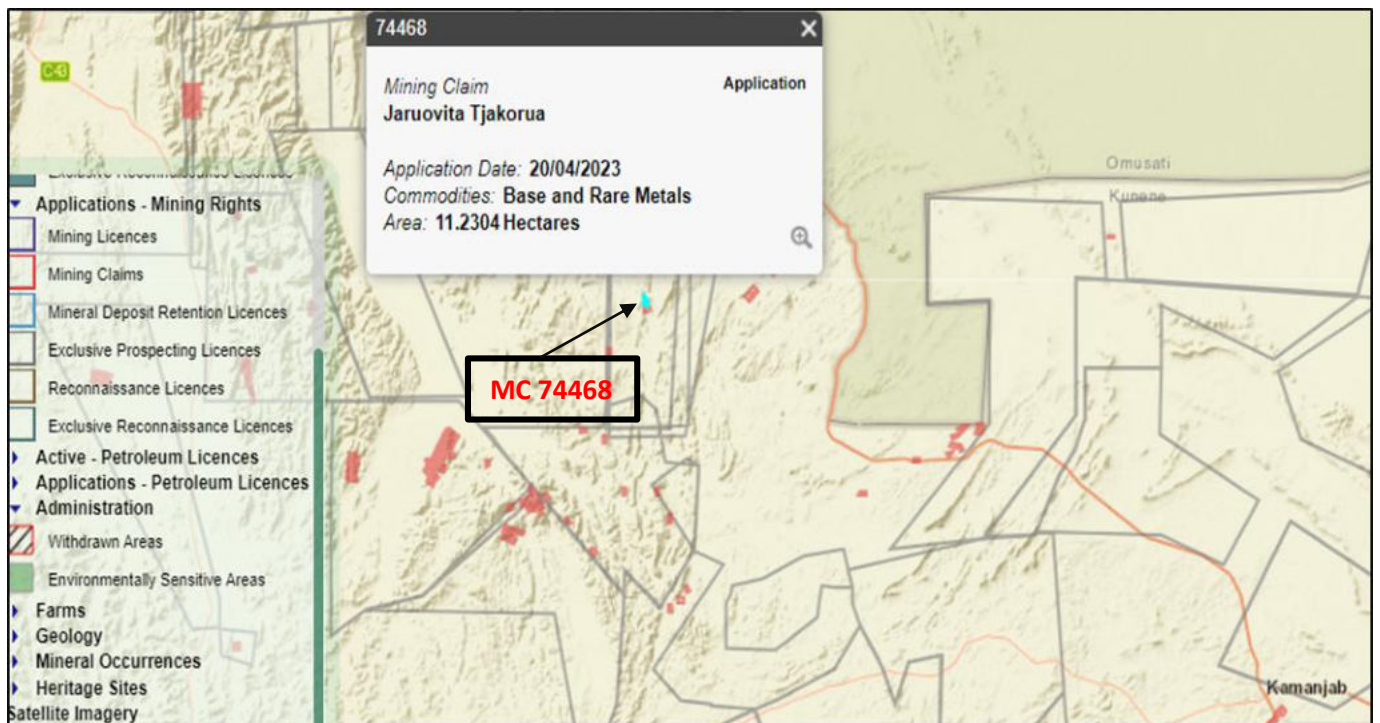 74468
Mining Claim
Application
Jaruovita Tjakorua
Application Date: 20/04/2023
Commodities: Base and Rare Metals
Area: 11.2304 Hectares
C43
Omusati
Kunene
Exclusive Reconnaissance Licences
Applications - Mining Rights
Mining Licences
Mining Claims
Mineral Deposit Retention Licences
Exclusive Prospecting Licences
Reconnaissance Licences
Exclusive Reconnaissance Licences
Active - Petroleum Licences
Applications - Petroleum Licences
Administration
Withdrawn Areas
Environmentally Sensitive Areas
Farms
Geology
Mineral Occurrences
Heritage Sites
Satellite Imagery
MC 74468
Kamanjab